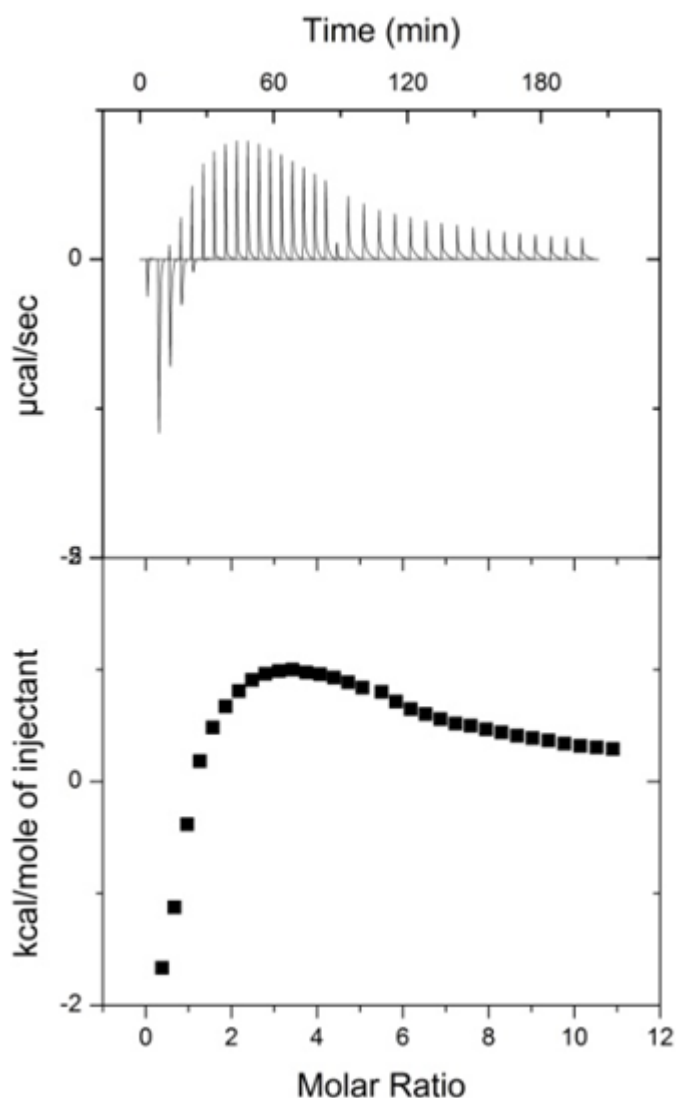 Time (min)
0 60 120 180
0
µcal/sec
0
kcal/mole of injectant
-2
0 2 4 6 8 10 12
Molar Ratio